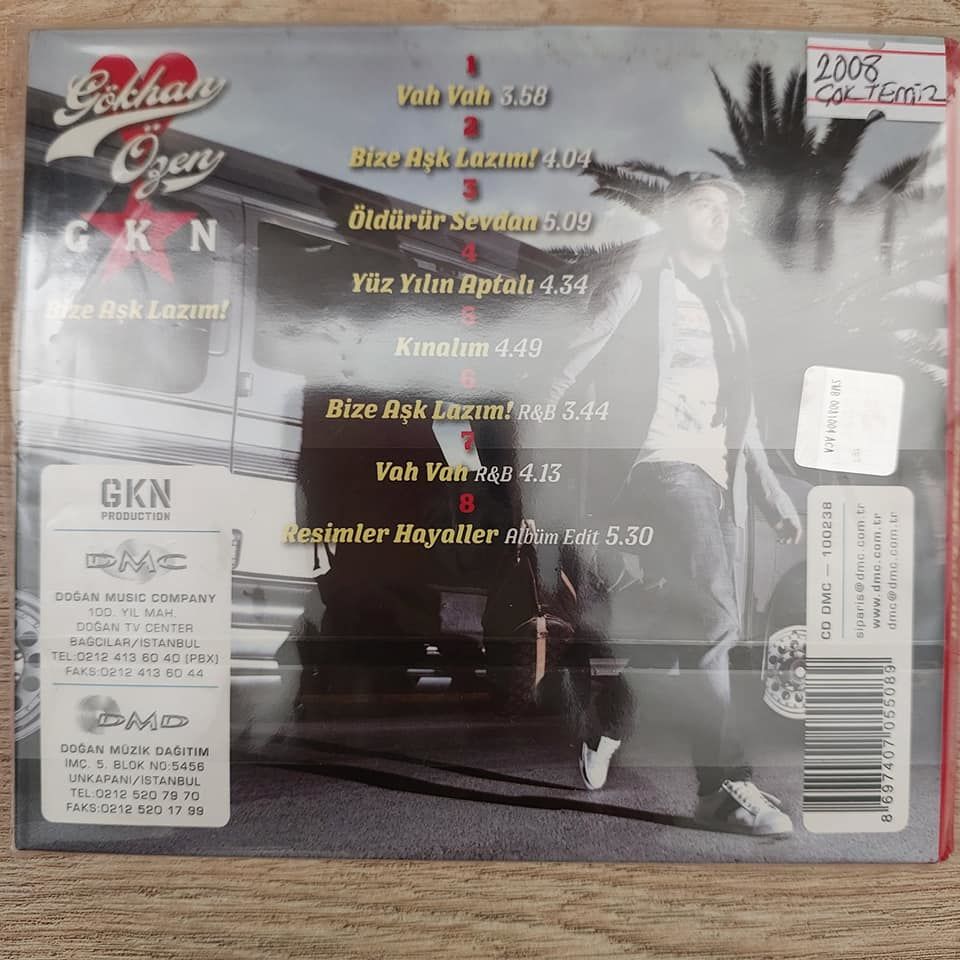 Gökhan
Özen
G K N
Bize Aşk Lazım!
1
Vah Vah 3.58
2
Bize Aşk Lazım! 4.04
3
Öldürür Sevdan 5.09
4
Yüz Yılın Aptalı 4.34
5
Kınalım 4.49
6
Bize Aşk Lazım! R&B 3.44
7
Vah Vah R&B 4.13
8
Resimler Hayaller Albüm Edit 5.30
2008
ÇOK TEMİZ
GKN
PRODUCTION
DMC
DOĞAN MUSIC COMPANY
100. YIL MAH.
DOĞAN TV CENTER
BAĞCILAR/İSTANBUL
TEL:0212 413 60 40 (PBX)
FAKS:0212 413 60 44
DMD
DOĞAN MÜZİK DAĞITIM
İMÇ. 5. BLOK NO:5456
UNKAPANI/İSTANBUL
TEL:0212 520 79 70
FAKS:0212 520 17 99
CD DMC — 100238
siparis@dmc.com.tr
www.dmc.com.tr
dmc@dmc.com.tr
8 697407 055089